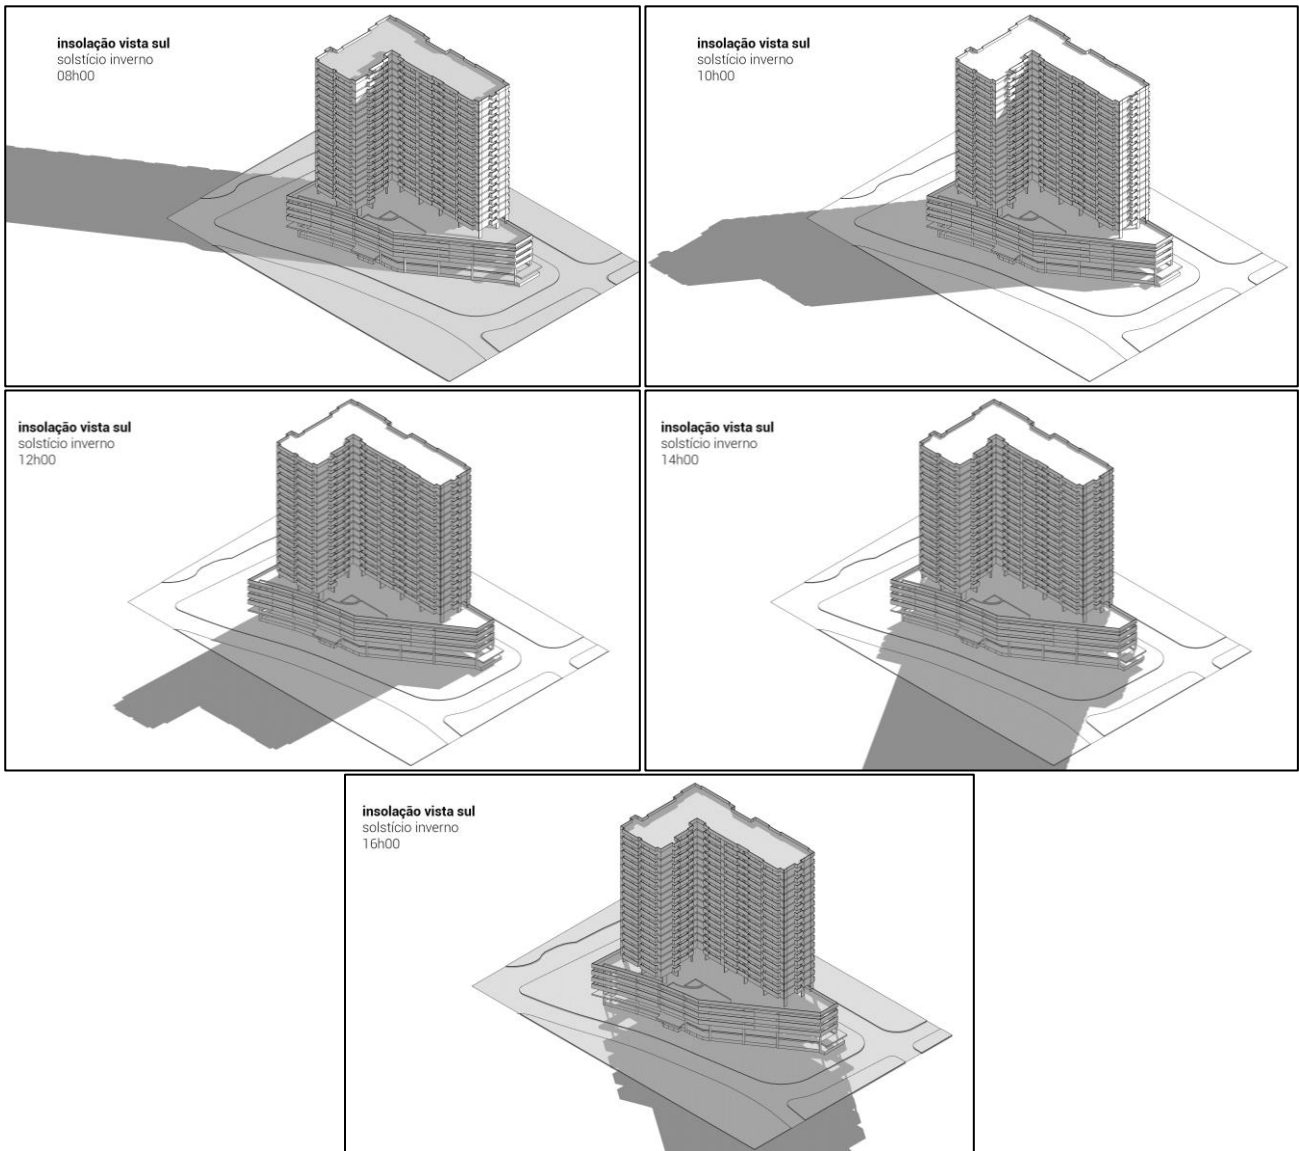 insolação vista sul
solstício inverno
08h00
insolação vista sul
solstício inverno
10h00
insolação vista sul
solstício inverno
12h00
insolação vista sul
solstício inverno
14h00
insolação vista sul
solstício inverno
16h00